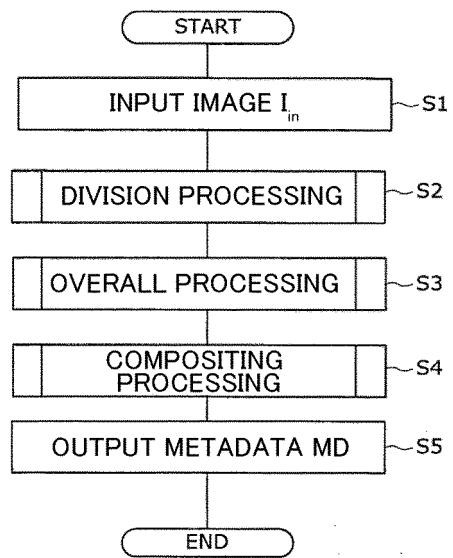 START
INPUT IMAGE Iin
S1
DIVISION PROCESSING
S2
OVERALL PROCESSING
S3
COMPOSITING
PROCESSING
S4
OUTPUT METADATA MD
S5
END